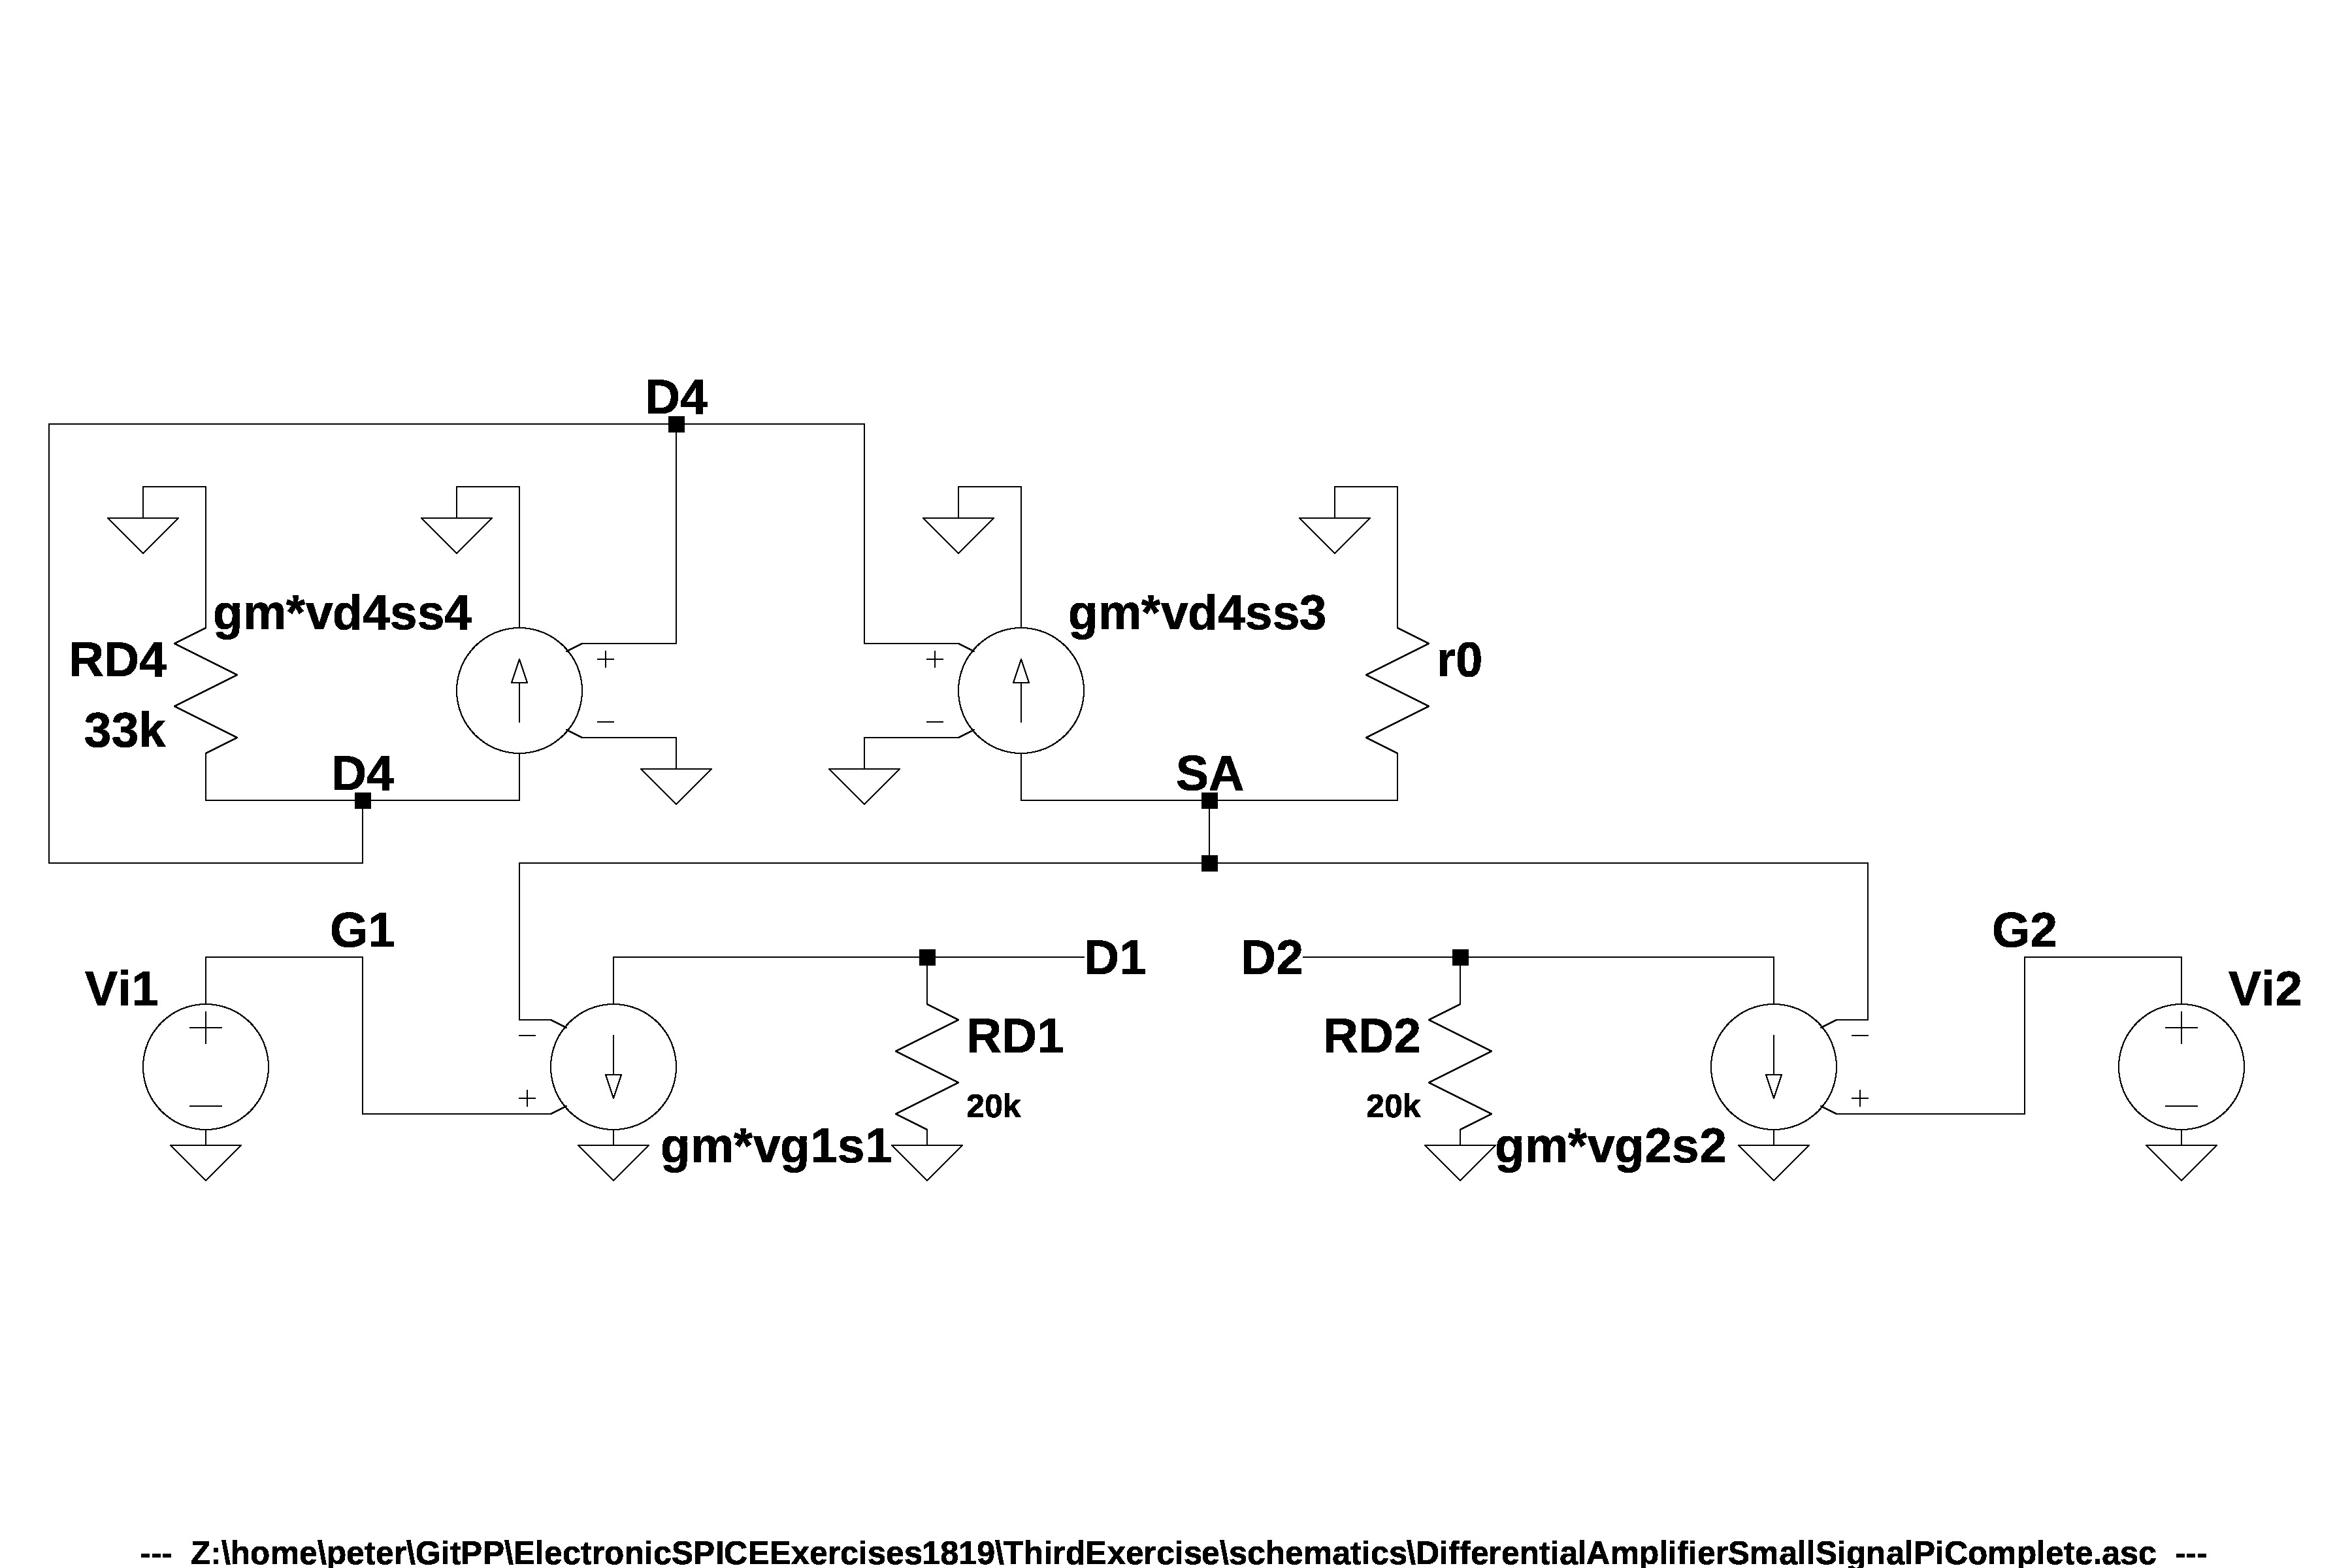 D4
gm*vd4ss4
gm*vd4ss3
RD4
r0
33k
D4
SA
G1
G2
D1
D2
Vi1
Vi2
RD1
RD2
20k
20k
gm*vg1s1
gm*vg2s2
--- Z:\home\peter\GitPP\ElectronicSPICEExercises1819\ThirdExercise\schematics\DifferentialAmplifierSmallSignalPiComplete.asc ---